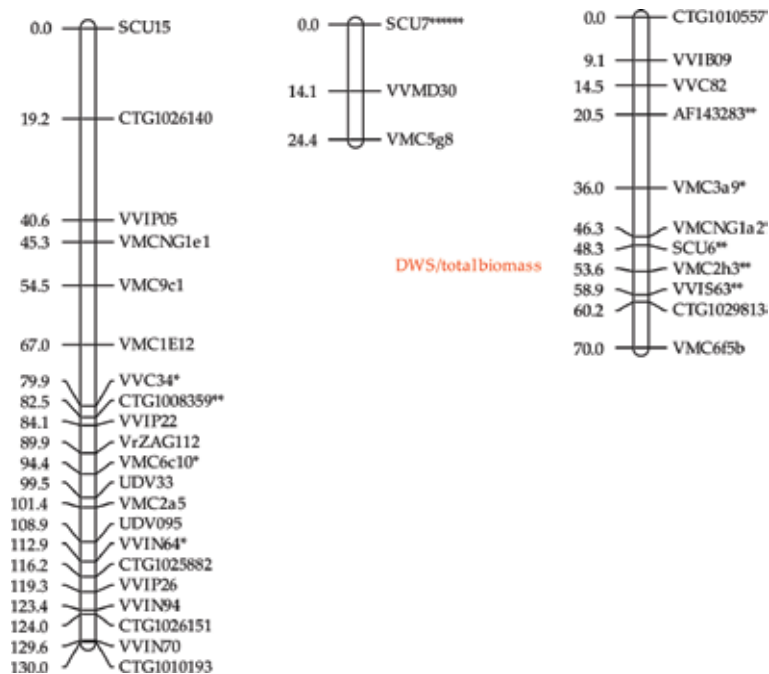 0.0 SCU15
19.2 CTG1026140
40.6 VVIP05
45.3 VMCNG1e1
54.5 VMC9c1
67.0 VMC1E12
79.9 VVC34*
82.5 CTG1008359**
84.1 VVIP22
89.9 VrZAG112
94.4 VMC6c10*
99.5 UDV33
101.4 VMC2a5
108.9 UDV095
112.9 VVIN64*
116.2 CTG1025882
119.3 VVIP26
123.4 VVIN94
124.0 CTG1026151
129.6 VVIN70
130.0 CTG1010193
0.0 SCU7******
14.1 VVMD30
24.4 VMC5g8
DWS/totalbiomass
0.0 CTG1010557*
9.1 VVIB09
14.5 VVC82
20.5 AF143283**
36.0 VMC3a9*
46.3 VMCNG1a2*
48.3 SCU6**
53.6 VMC2h3**
58.9 VVIS63**
60.2 CTG1029813*
70.0 VMC6f5b